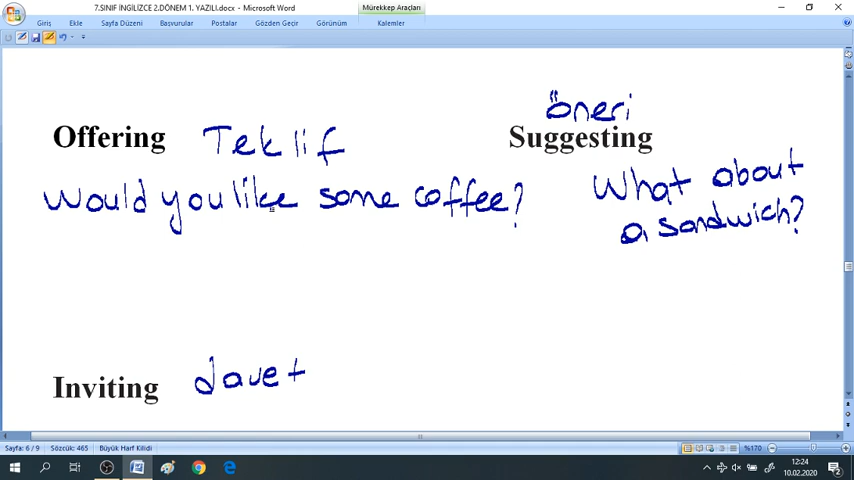 7.SINIF İNGİLİZCE 2.DÖNEM 1. YAZILI.docx - Microsoft Word
Mürekkep Araçları
Giriş Ekle Sayfa Düzeni Başvurular Postalar Gözden Geçir Görünüm Kalemler
öneri
Offering Teklif Suggesting
Would you like some coffee?
What about
a sandwich?
Inviting davet
Sayfa: 6 / 9 Sözcük: 465 Büyük Harf Kilidi %170
12:24
10.02.2020
2